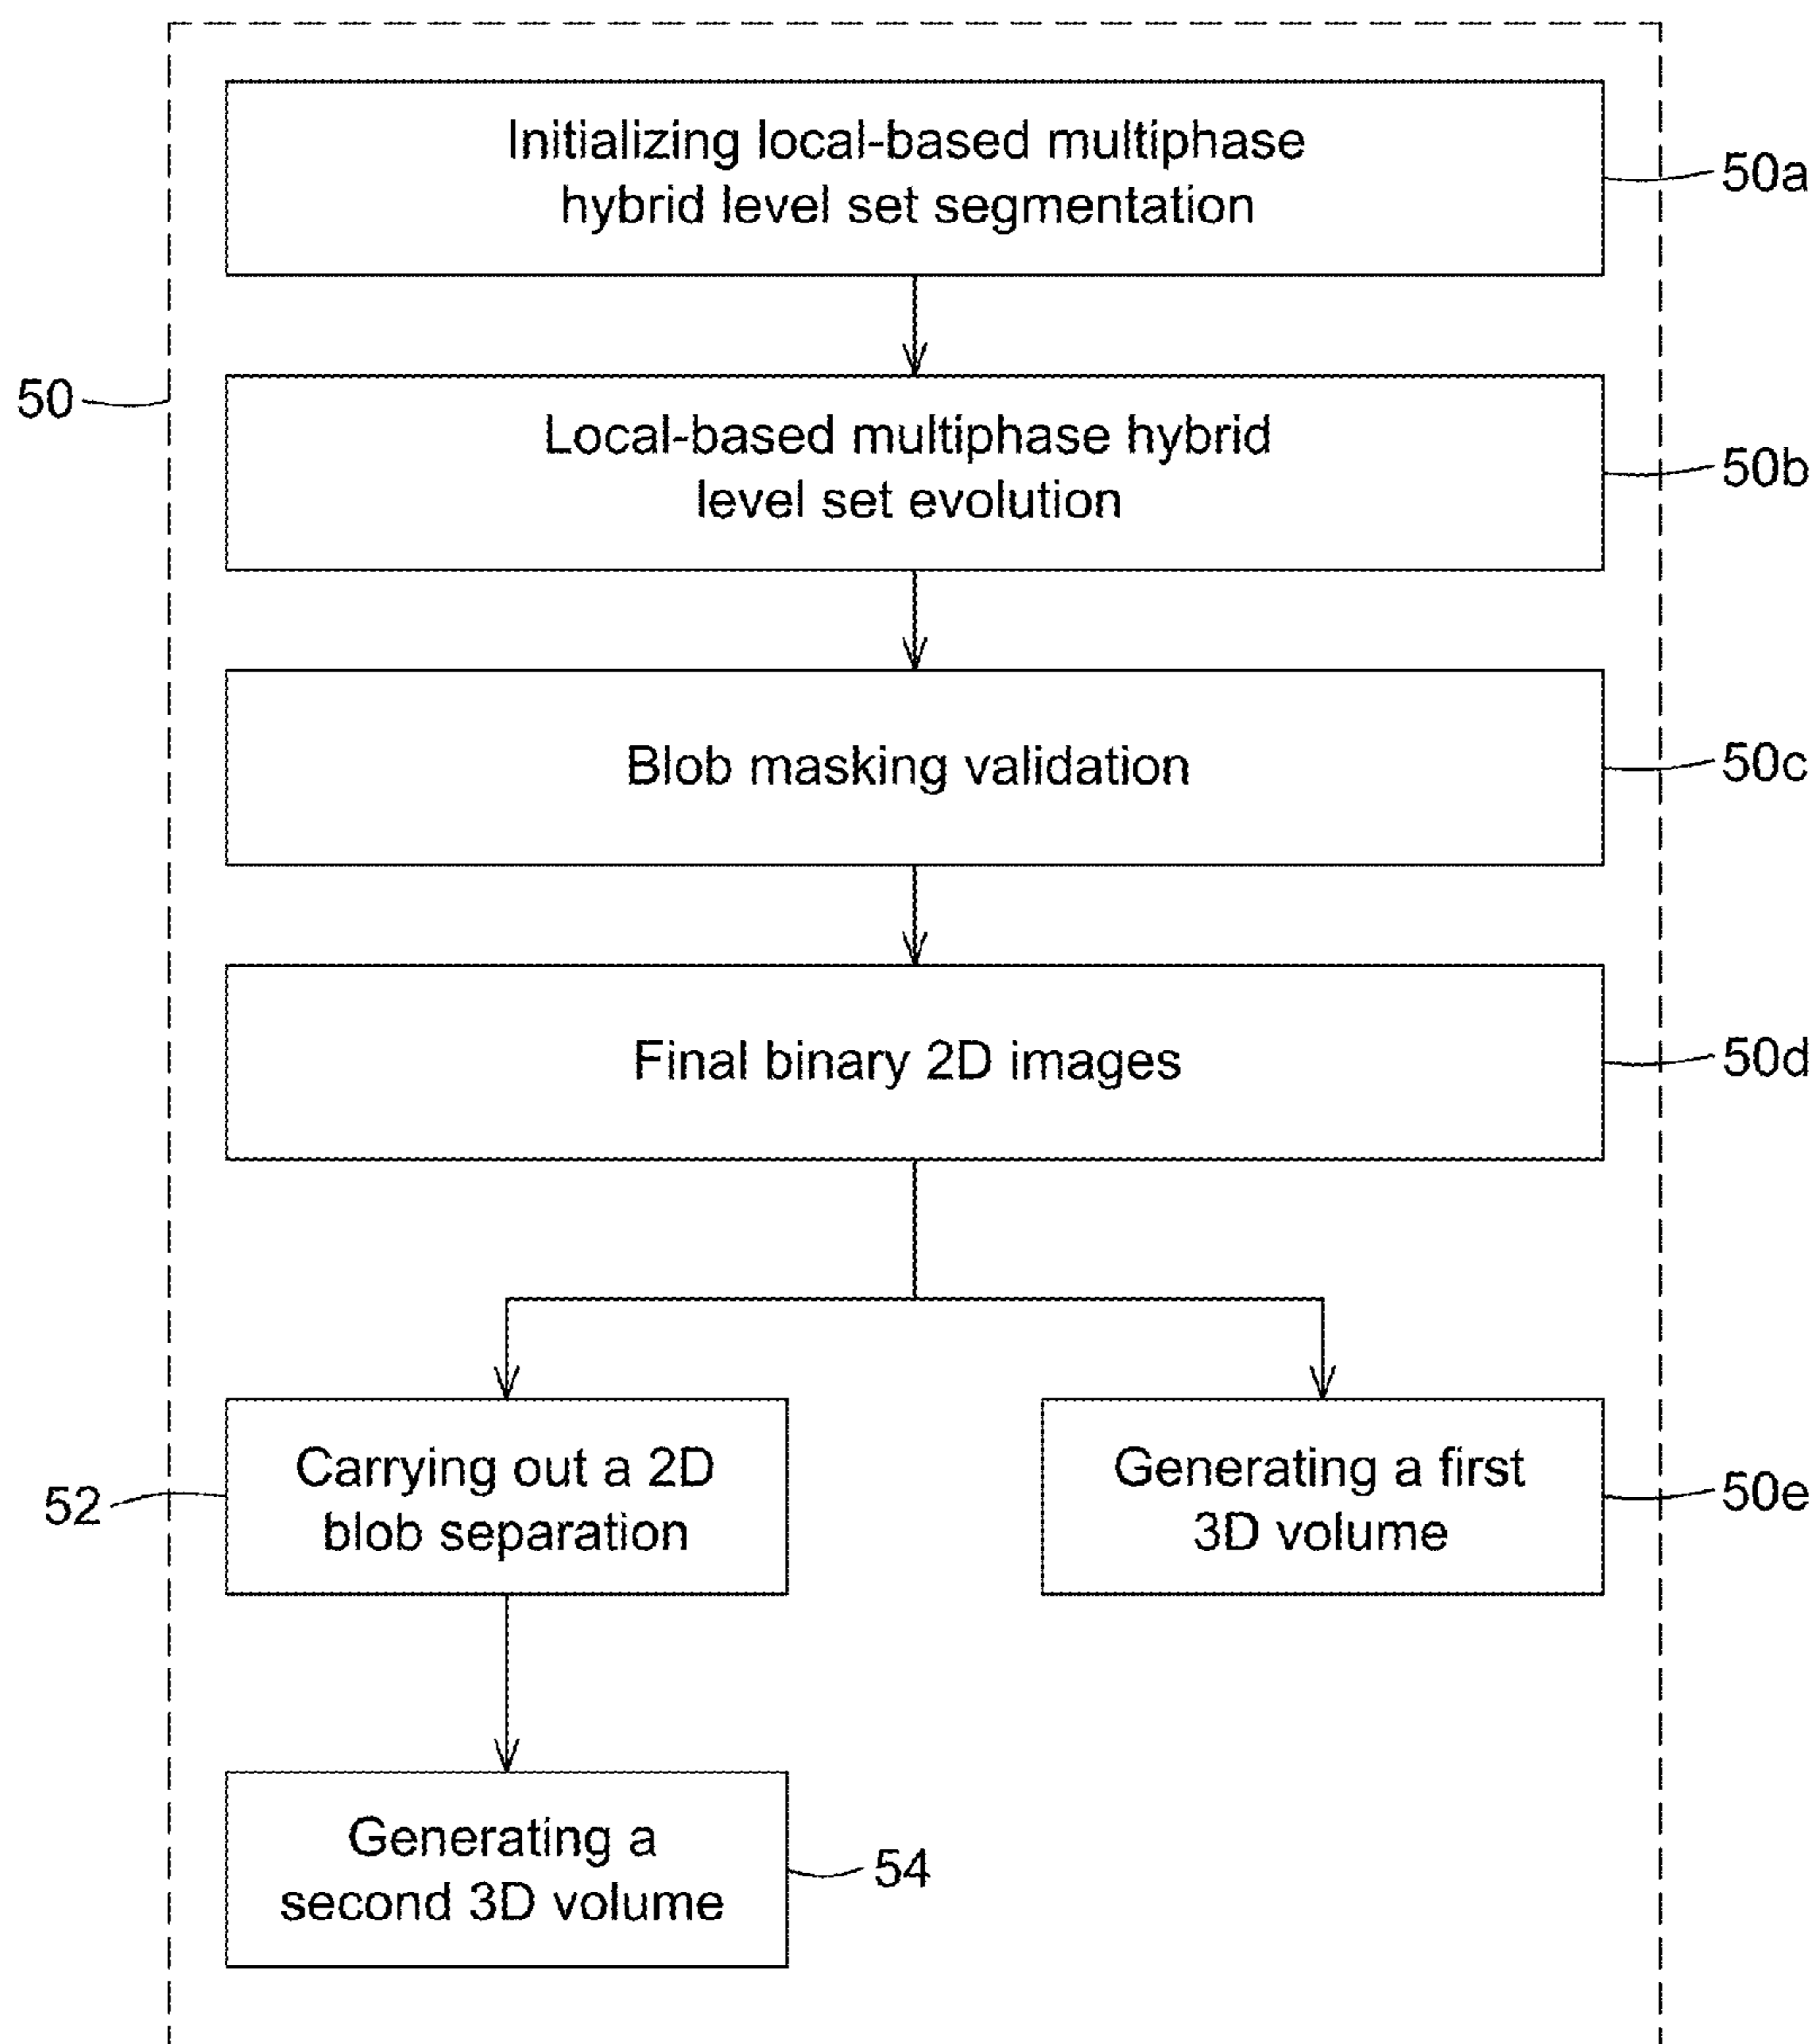 Initializing local-based multiphase
hybrid level set segmentation
50a
50
Local-based multiphase hybrid
level set evolution
50b
Blob masking validation
50c
Final binary 2D images
50d
Carrying out a 2D
blob separation
52
Generating a first
3D volume
50e
Generating a
second 3D volume
54